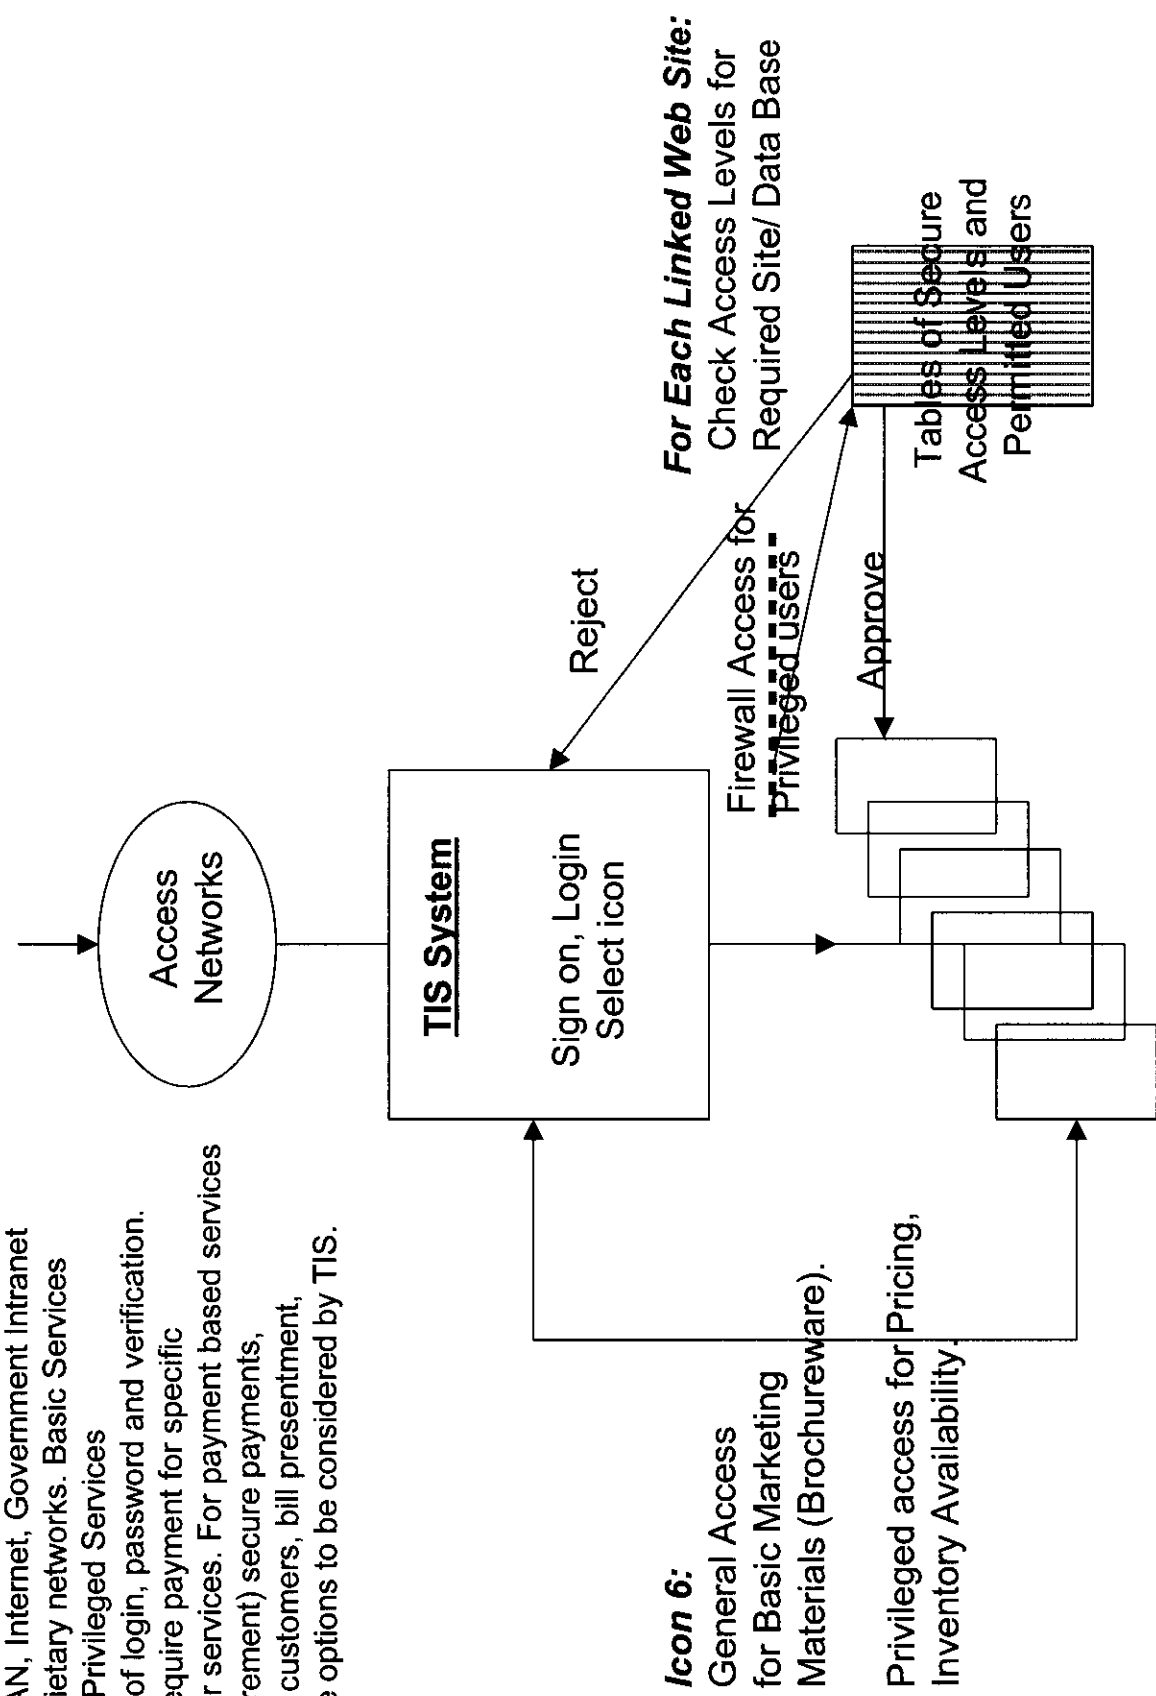 AN, Internet, Government Intranet
ietary networks. Basic Services
Privileged Services
of login, password and verification.
equire payment for specific
r services. For payment based services
rement) secure payments,
customers, bill presentment,
e options to be considered by TIS.
Access
Networks
TIS System
Sign on, Login
Select icon
Reject
For Each Linked Web Site:
Check Access Levels for
Required Site/ Data Base
Firewall Access for
Privileged users
Approve
Tables of Secure
Access Levels and
Permitted Users
Icon 6:
General Access
for Basic Marketing
Materials (Brochureware).
Privileged access for Pricing,
Inventory Availability.